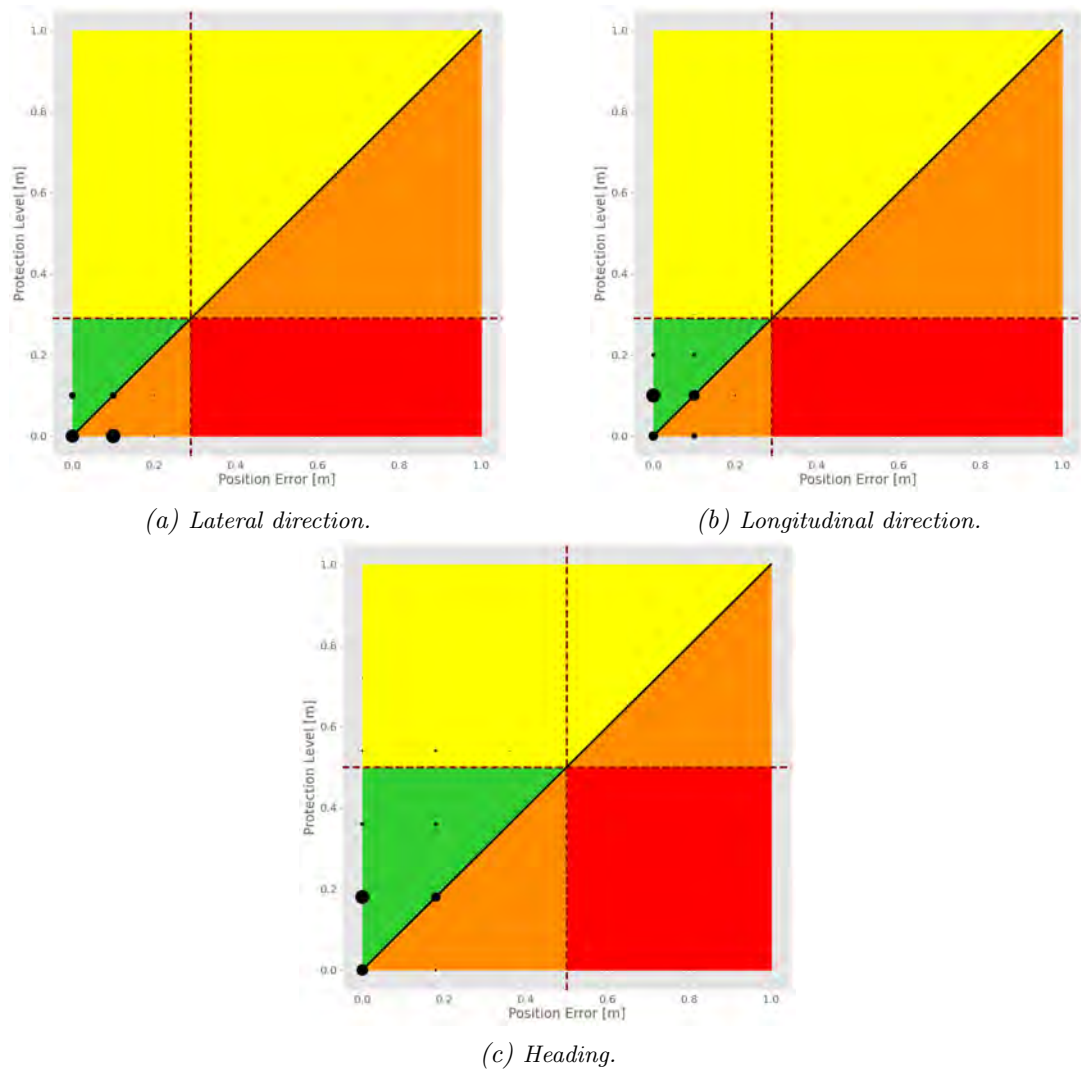 1.0
0.8
0.6
0.4
0.2
0.0
Protection Level [m]
0.0 0.2 0.4 0.6 0.8 1.0
Position Error [m]
(a) Lateral direction.
1.0
0.8
0.6
0.4
0.2
0.0
Protection Level [m]
0.0 0.2 0.4 0.6 0.8 1.0
Position Error [m]
(b) Longitudinal direction.
1.0
0.8
0.6
0.4
0.2
0.0
Protection Level [m]
0.0 0.2 0.4 0.6 0.8 1.0
Position Error [m]
(c) Heading.